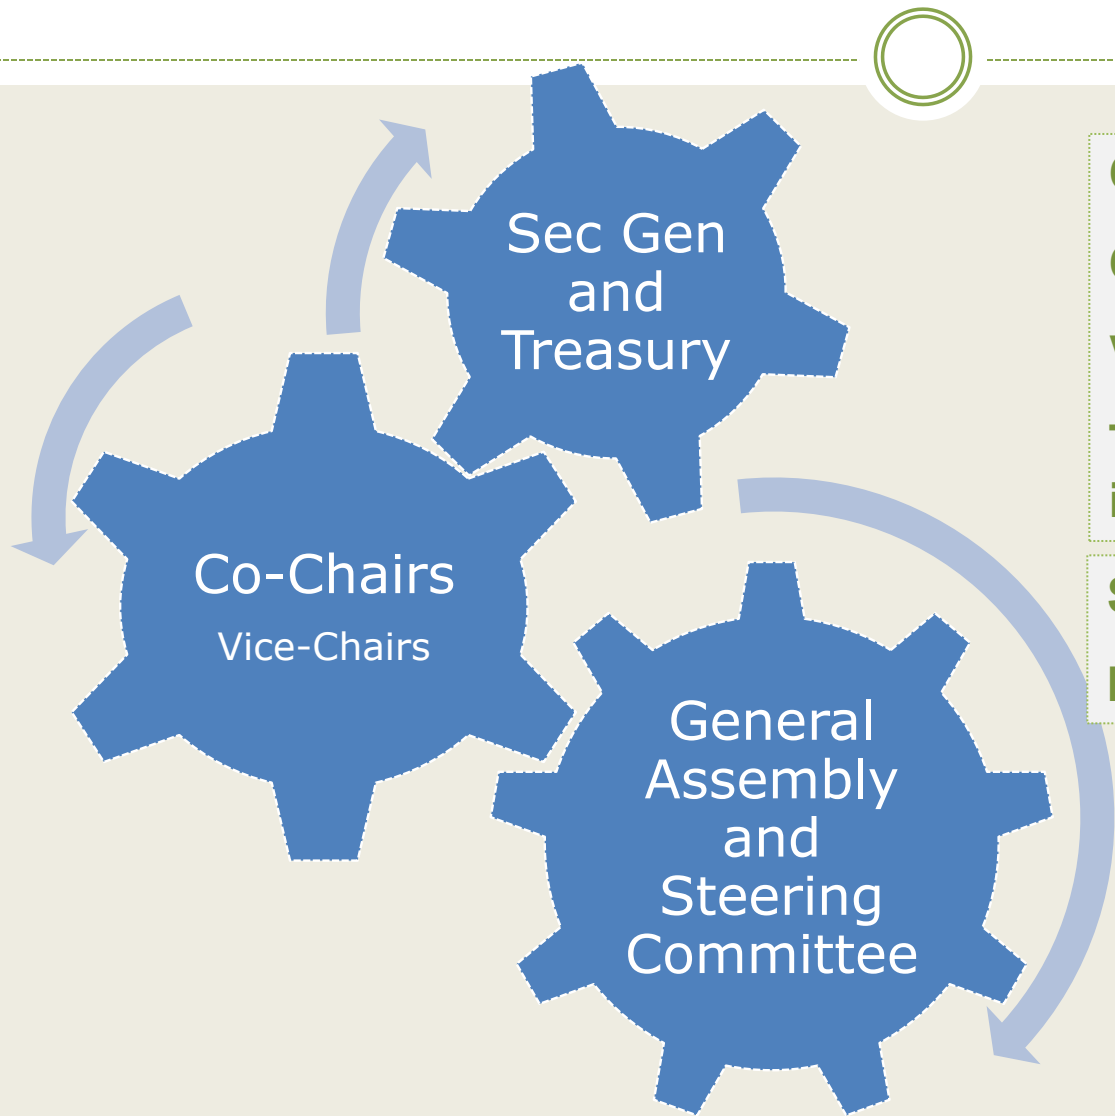 Sec Gen
and
Treasury
Co-Chairs
Vice-Chairs
General
Assembly
and
Steering
Committee